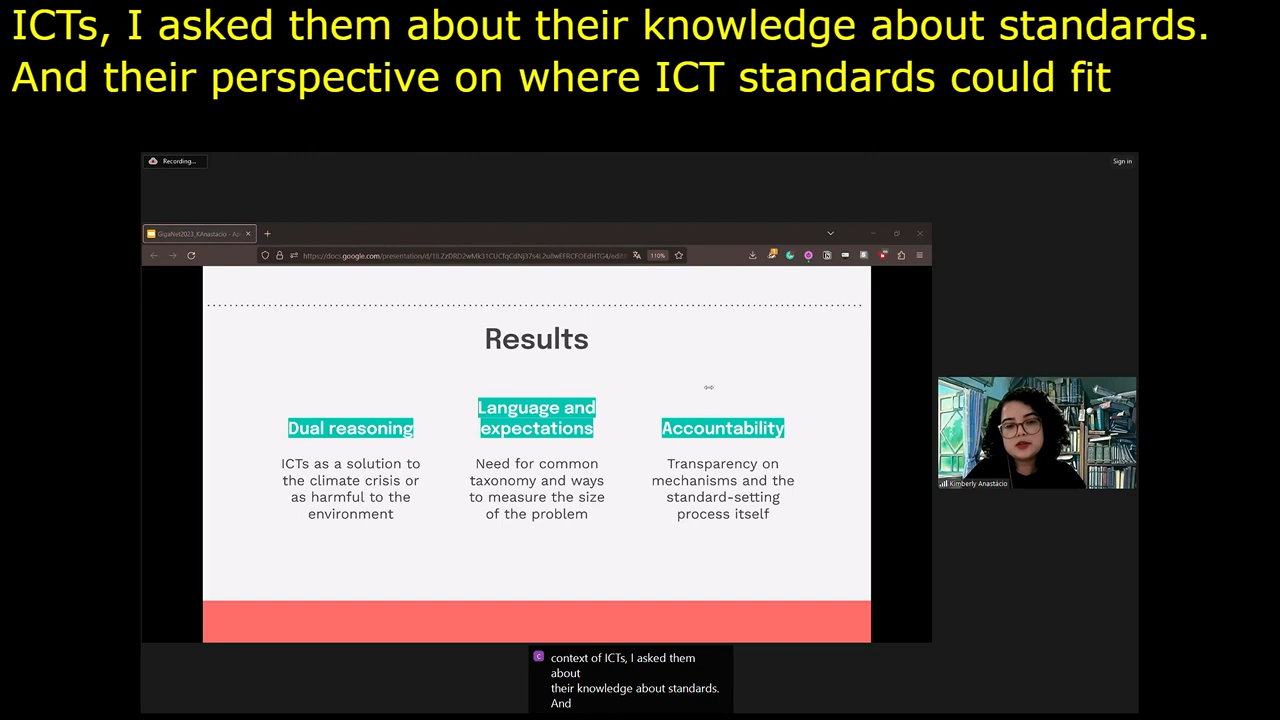 ICTs, I asked them about their knowledge about standards.
And their perspective on where ICT standards could fit
Recording...
Sign in
110%
Results
Dual reasoning
ICTs as a solution to
the climate crisis or
as harmful to the
environment
Language and
expectations
Need for common
taxonomy and ways
to measure the size
of the problem
Accountability
Transparency on
mechanisms and the
standard-setting
process itself
Kimberly Anastácio
C
context of ICTs, I asked them
about
their knowledge about standards.
And